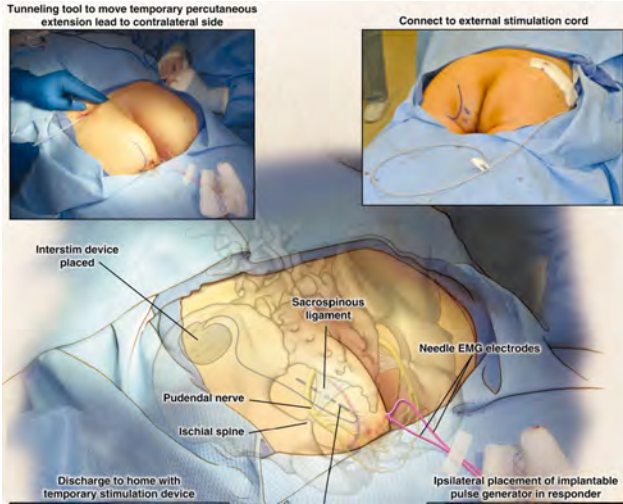 Tunneling tool to move temporary percutaneous
extension lead to contralateral side
Connect to external stimulation cord
Interstim device
placed
Sacrospinous
ligament
Needle EMG electrodes
Pudendal nerve
Ischial spine
Discharge to home with
temporary stimulation device
Ipsilateral placement of implantable
pulse generator in responder